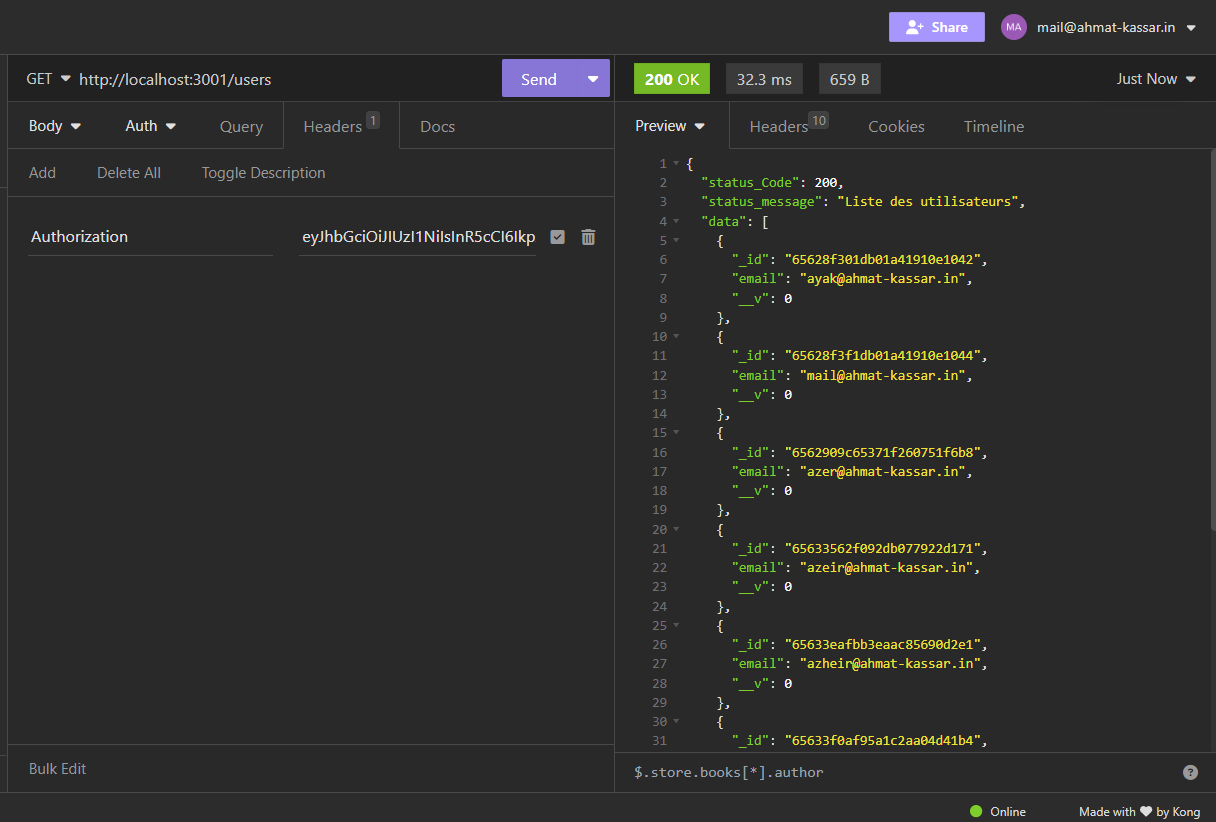 Share
MA
mail@ahmat-kassar.in
GET
http://localhost:3001/users
Send
200 OK
32.3 ms
659 B
Just Now
Body
Auth
Query
Headers 1
Docs
Preview
Headers 10
Cookies
Timeline
Add
Delete All
Toggle Description
Authorization
eyJhbGciOiJIUzI1NiIsInR5cCI6Ikp
1 {
2 "status_Code": 200,
3 "status_message": "Liste des utilisateurs",
4 "data": [
5 {
6 "_id": "65628f301db01a41910e1042",
7 "email": "ayak@ahmat-kassar.in",
8 "__v": 0
9 },
10 {
11 "_id": "65628f3f1db01a41910e1044",
12 "email": "mail@ahmat-kassar.in",
13 "__v": 0
14 },
15 {
16 "_id": "6562909c65371f260751f6b8",
17 "email": "azer@ahmat-kassar.in",
18 "__v": 0
19 },
20 {
21 "_id": "65633562f092db077922d171",
22 "email": "azeir@ahmat-kassar.in",
23 "__v": 0
24 },
25 {
26 "_id": "65633eafbb3eaac85690d2e1",
27 "email": "azheir@ahmat-kassar.in",
28 "__v": 0
29 },
30 {
31 "_id": "65633f0af95a1c2aa04d41b4",
Bulk Edit
$.store.books[*].author
?
Online
Made with ❤ by Kong